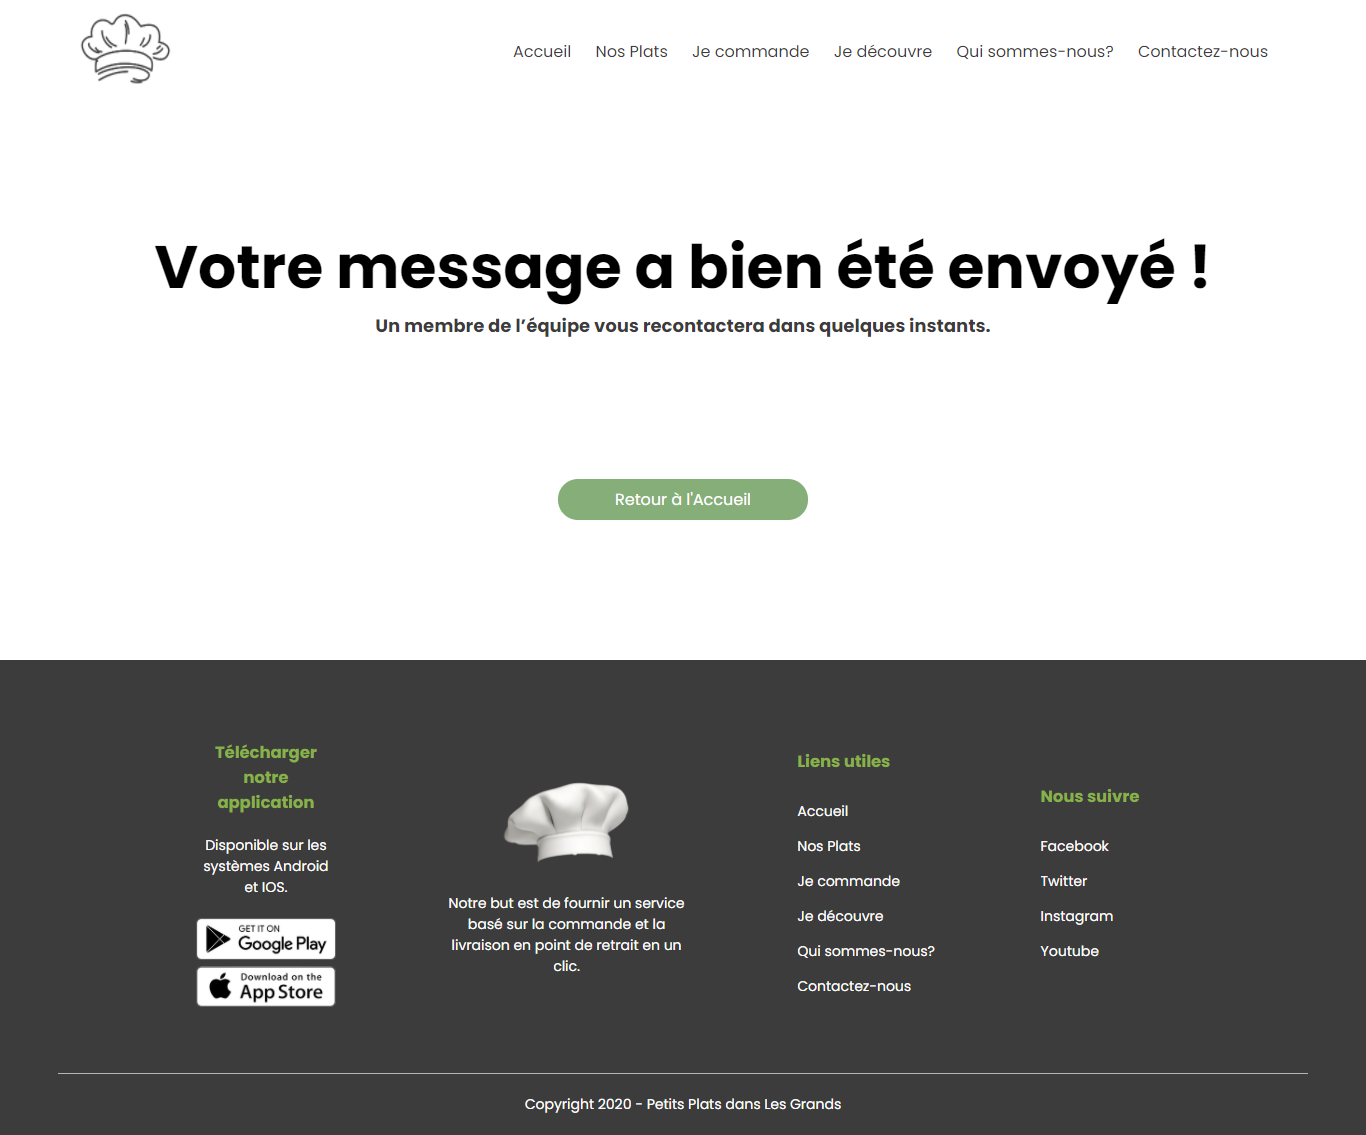 Accueil Nos Plats Je commande Je découvre Qui sommes-nous? Contactez-nous
Votre message a bien été envoyé !
Un membre de l’équipe vous recontactera dans quelques instants.
Retour à l'Accueil
Télécharger
notre
application
Disponible sur les
systèmes Android
et IOS.
GET IT ON
Google Play
Download on the
App Store
Notre but est de fournir un service
basé sur la commande et la
livraison en point de retrait en un
clic.
Liens utiles
Accueil
Nos Plats
Je commande
Je découvre
Qui sommes-nous?
Contactez-nous
Nous suivre
Facebook
Twitter
Instagram
Youtube
Copyright 2020 - Petits Plats dans Les Grands